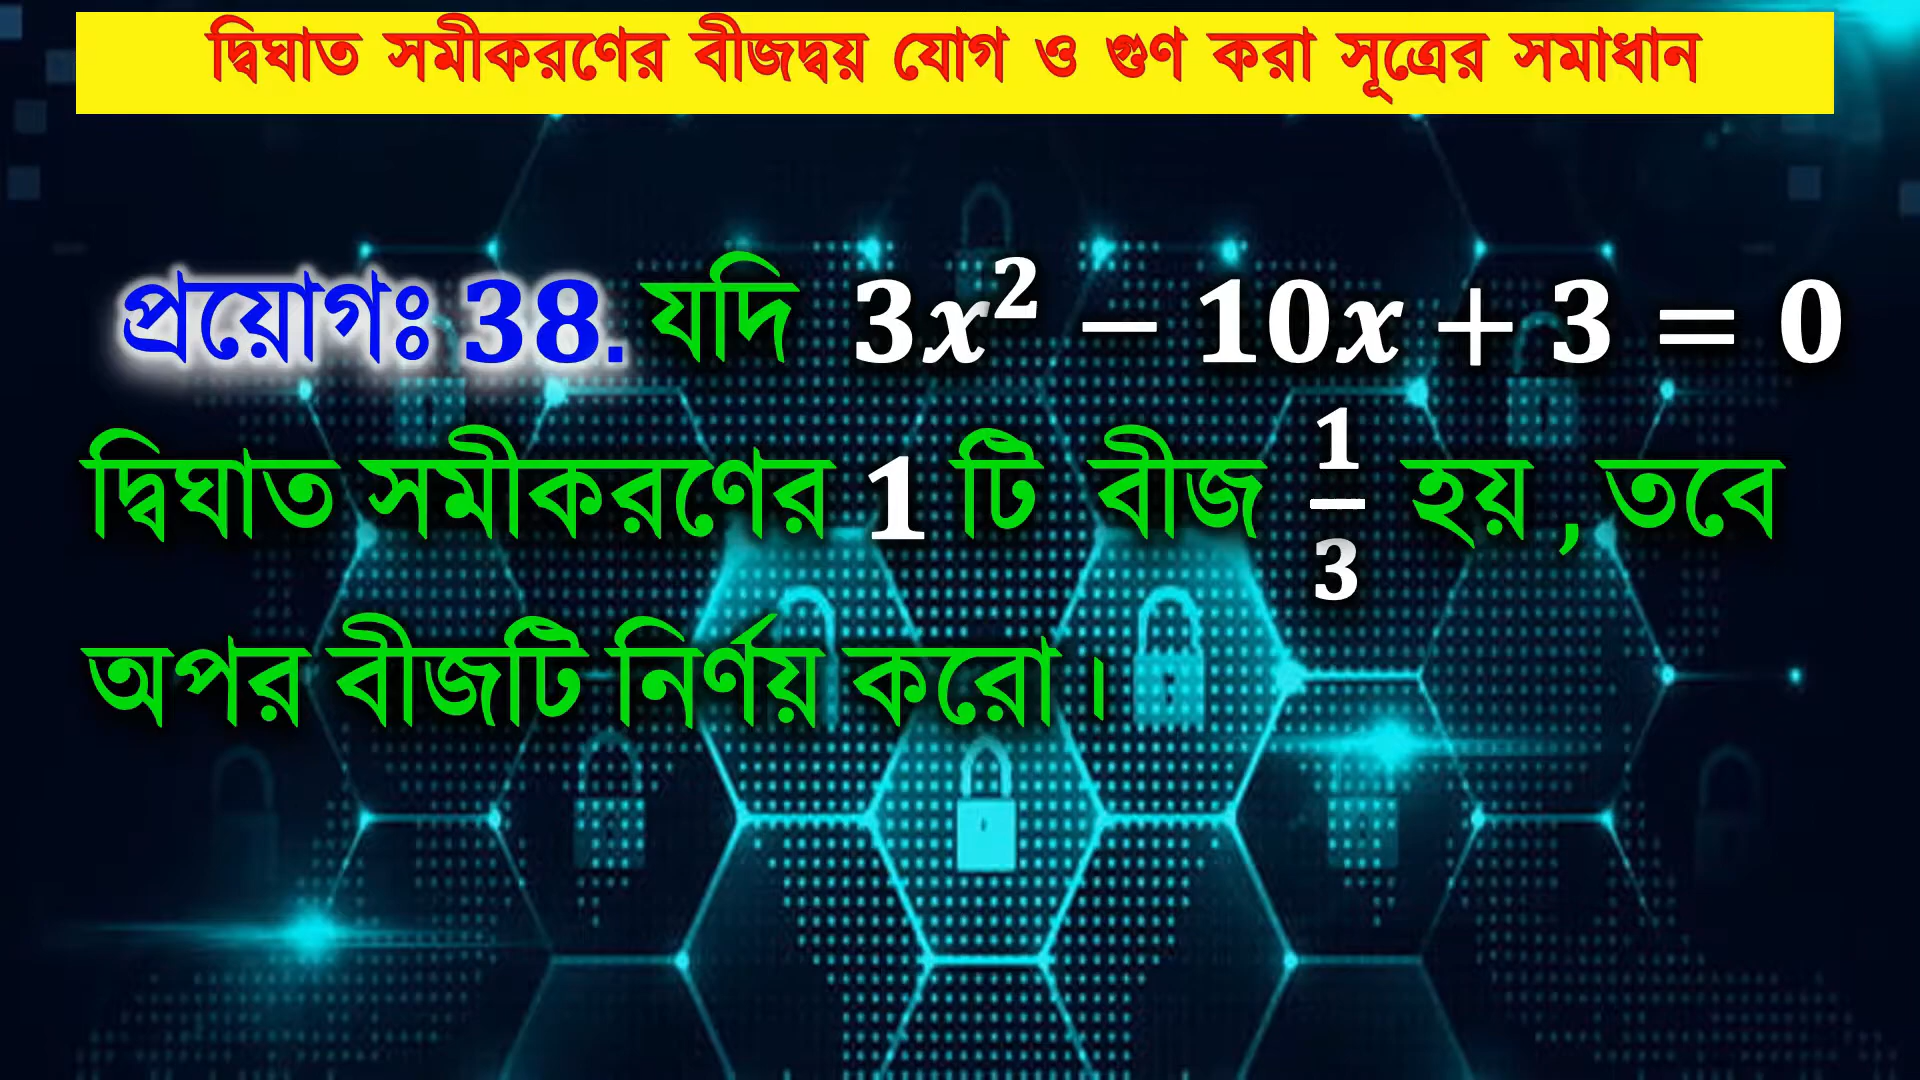 দ্বিঘাত সমীকরণের বীজদ্বয় যোগ ও গুণ করা সূত্রের সমাধান
প্রয়োগঃ 38. যদি 3x² − 10x + 3 = 0
দ্বিঘাত সমীকরণের 1 টি বীজ 1/3 হয় , তবে
অপর বীজটি নির্ণয় করো।